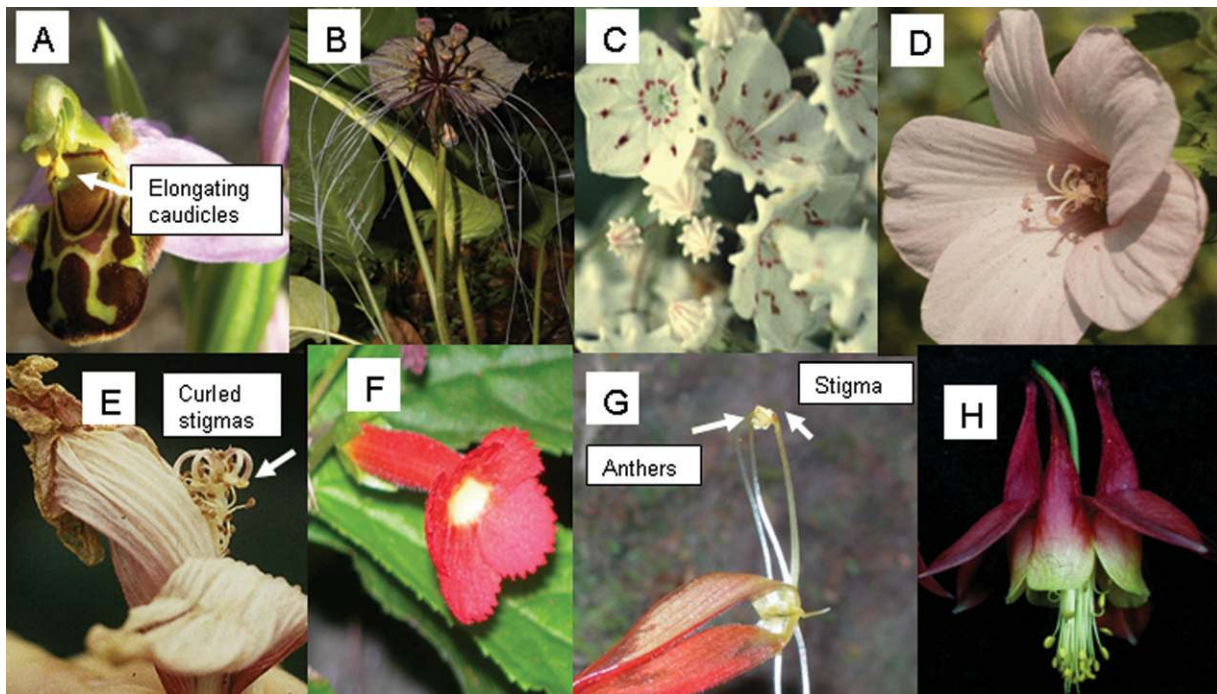 A
B
C
D
Elongating
caudicles
E
Curled
stigmas
F
G
Stigma
Anthers
H